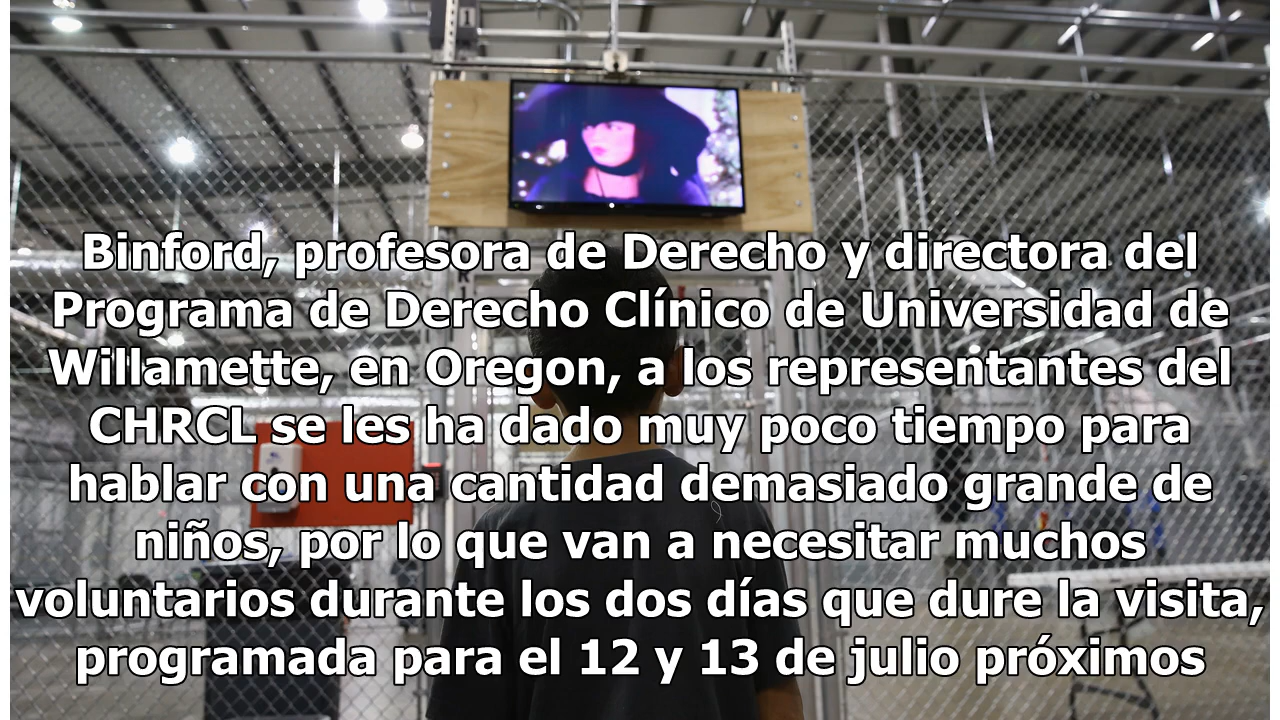 Binford, profesora de Derecho y directora del
Programa de Derecho Clínico de Universidad de
Willamette, en Oregon, a los representantes del
CHRCL se les ha dado muy poco tiempo para
hablar con una cantidad demasiado grande de
niños, por lo que van a necesitar muchos
voluntarios durante los dos días que dure la visita,
programada para el 12 y 13 de julio próximos